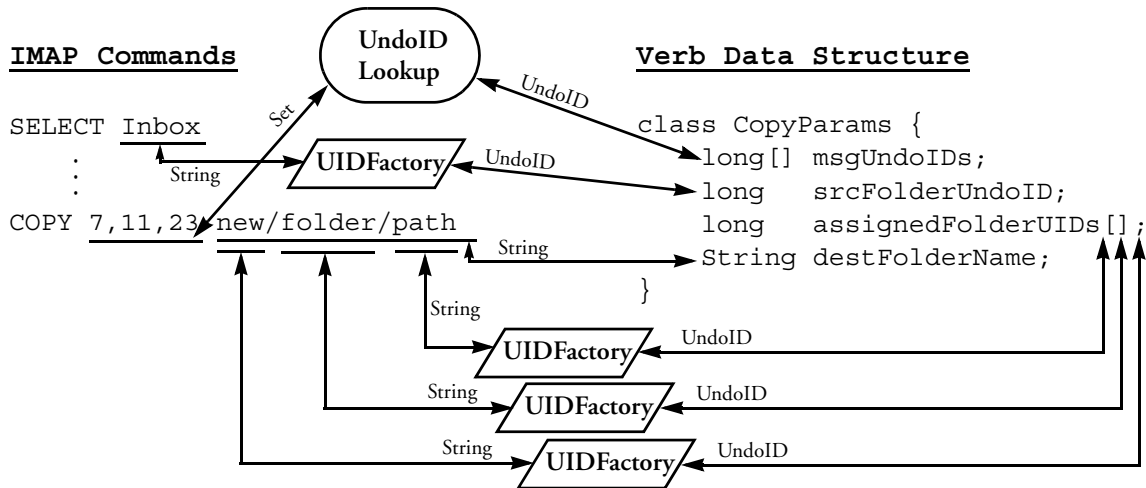 UndoID
Lookup
IMAP Commands
Verb Data Structure
UndoID
Set
SELECT Inbox
class CopyParams {
String
UIDFactory
UndoID
long[] msgUndoIDs;
.
.
.
long srcFolderUndoID;
COPY 7,11,23 new/folder/path
long assignedFolderUIDs[];
String
String destFolderName;
}
String
UIDFactory
UndoID
String
UIDFactory
UndoID
String
UIDFactory
UndoID